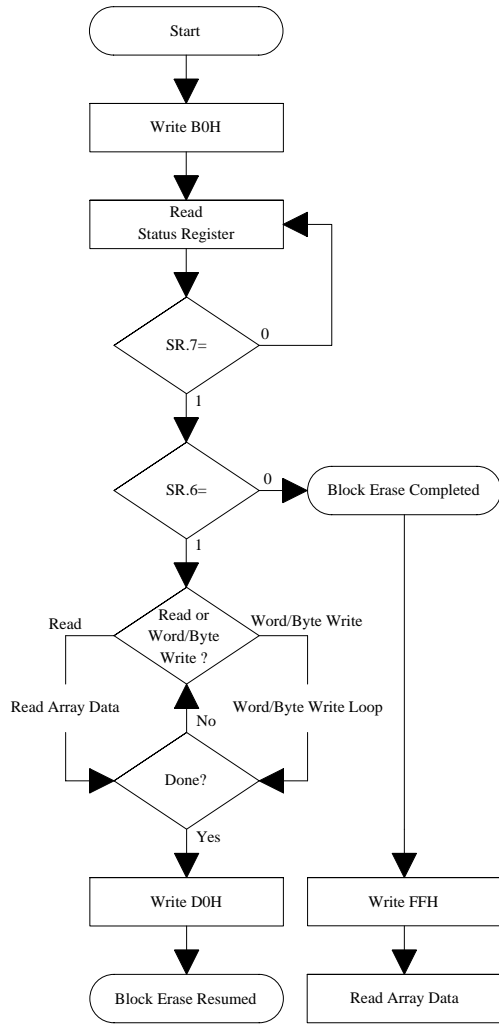 Start
Write B0H
Read
Status Register
SR.7=
0
1
SR.6=
0
Block Erase Completed
1
Read
Read or
Word/Byte
Write ?
Word/Byte Write
Read Array Data
No
Word/Byte Write Loop
Done?
Yes
Write D0H
Write FFH
Block Erase Resumed
Read Array Data